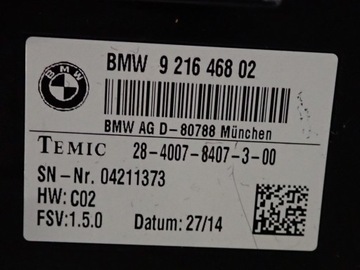 BMW 9 216 468 02
BMW AG D-80788 München
TEMIC 28-4007-8407-3-00
SN-Nr. 04211373
HW: C02
FSV:1.5.0 Datum: 27/14